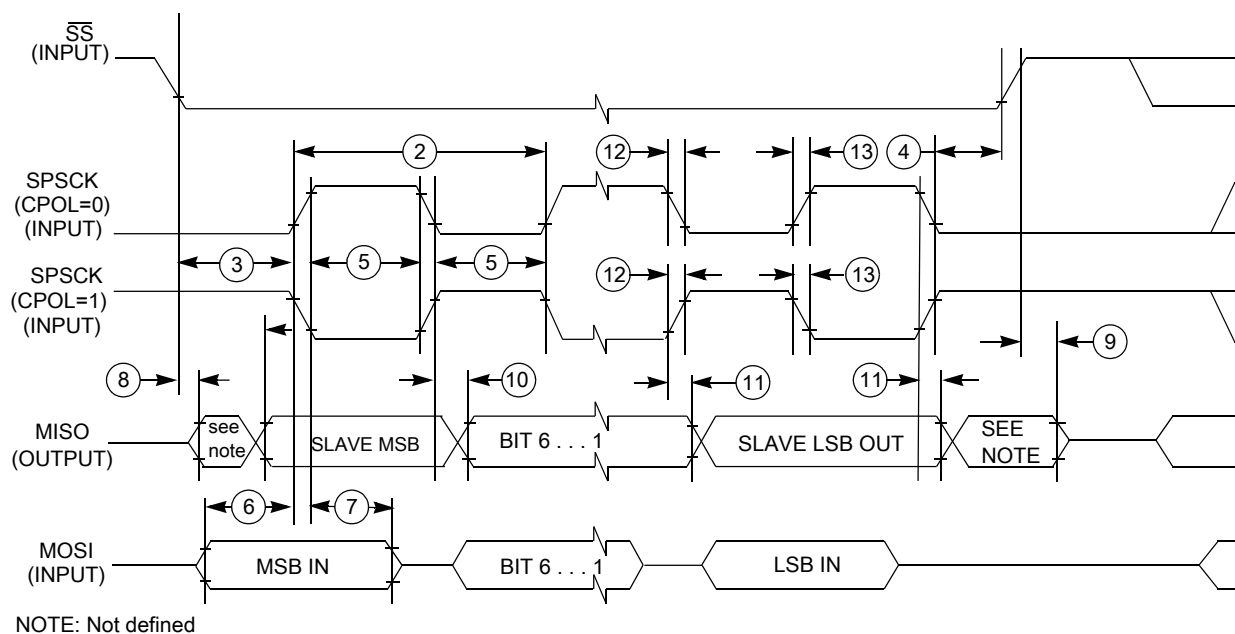 SS
(INPUT)
2
12
13
4
SPSCK
(CPOL=0)
(INPUT)
3
5
5
12
13
SPSCK
(CPOL=1)
(INPUT)
8
10
11
11
9
MISO
(OUTPUT)
see
note
SLAVE MSB
BIT 6 . . . 1
SLAVE LSB OUT
SEE
NOTE
6
7
MOSI
(INPUT)
MSB IN
BIT 6 . . . 1
LSB IN
NOTE: Not defined